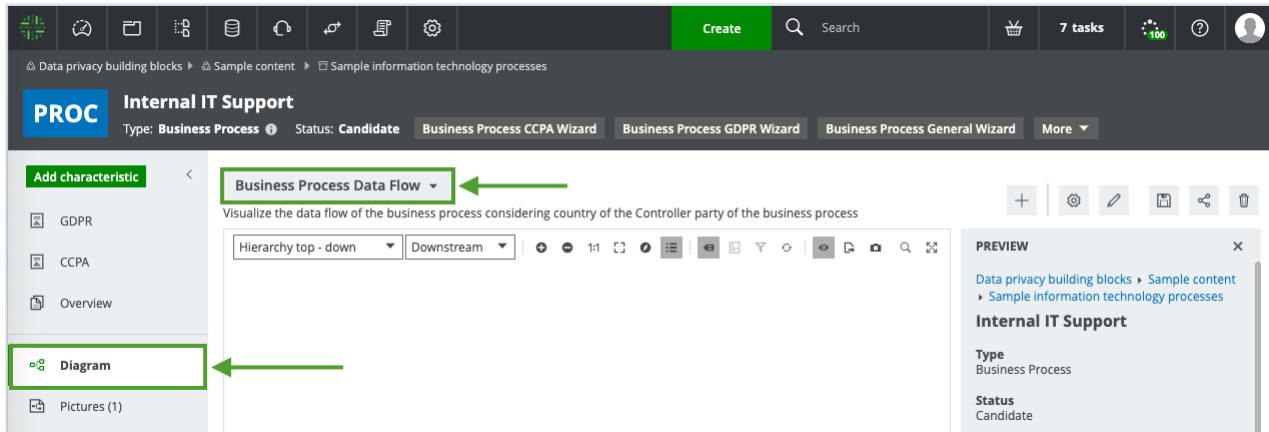 Create
Search
7 tasks
100
Data privacy building blocks
Sample content
Sample information technology processes
PROC
Internal IT Support
Type: Business Process
Status: Candidate
Business Process CCPA Wizard
Business Process GDPR Wizard
Business Process General Wizard
More
Add characteristic
GDPR
CCPA
Overview
Diagram
Pictures (1)
Business Process Data Flow
Visualize the data flow of the business process considering country of the Controller party of the business process
Hierarchy top - down
Downstream
1:1
PREVIEW
Data privacy building blocks ▸ Sample content
▸ Sample information technology processes
Internal IT Support
Type
Business Process
Status
Candidate